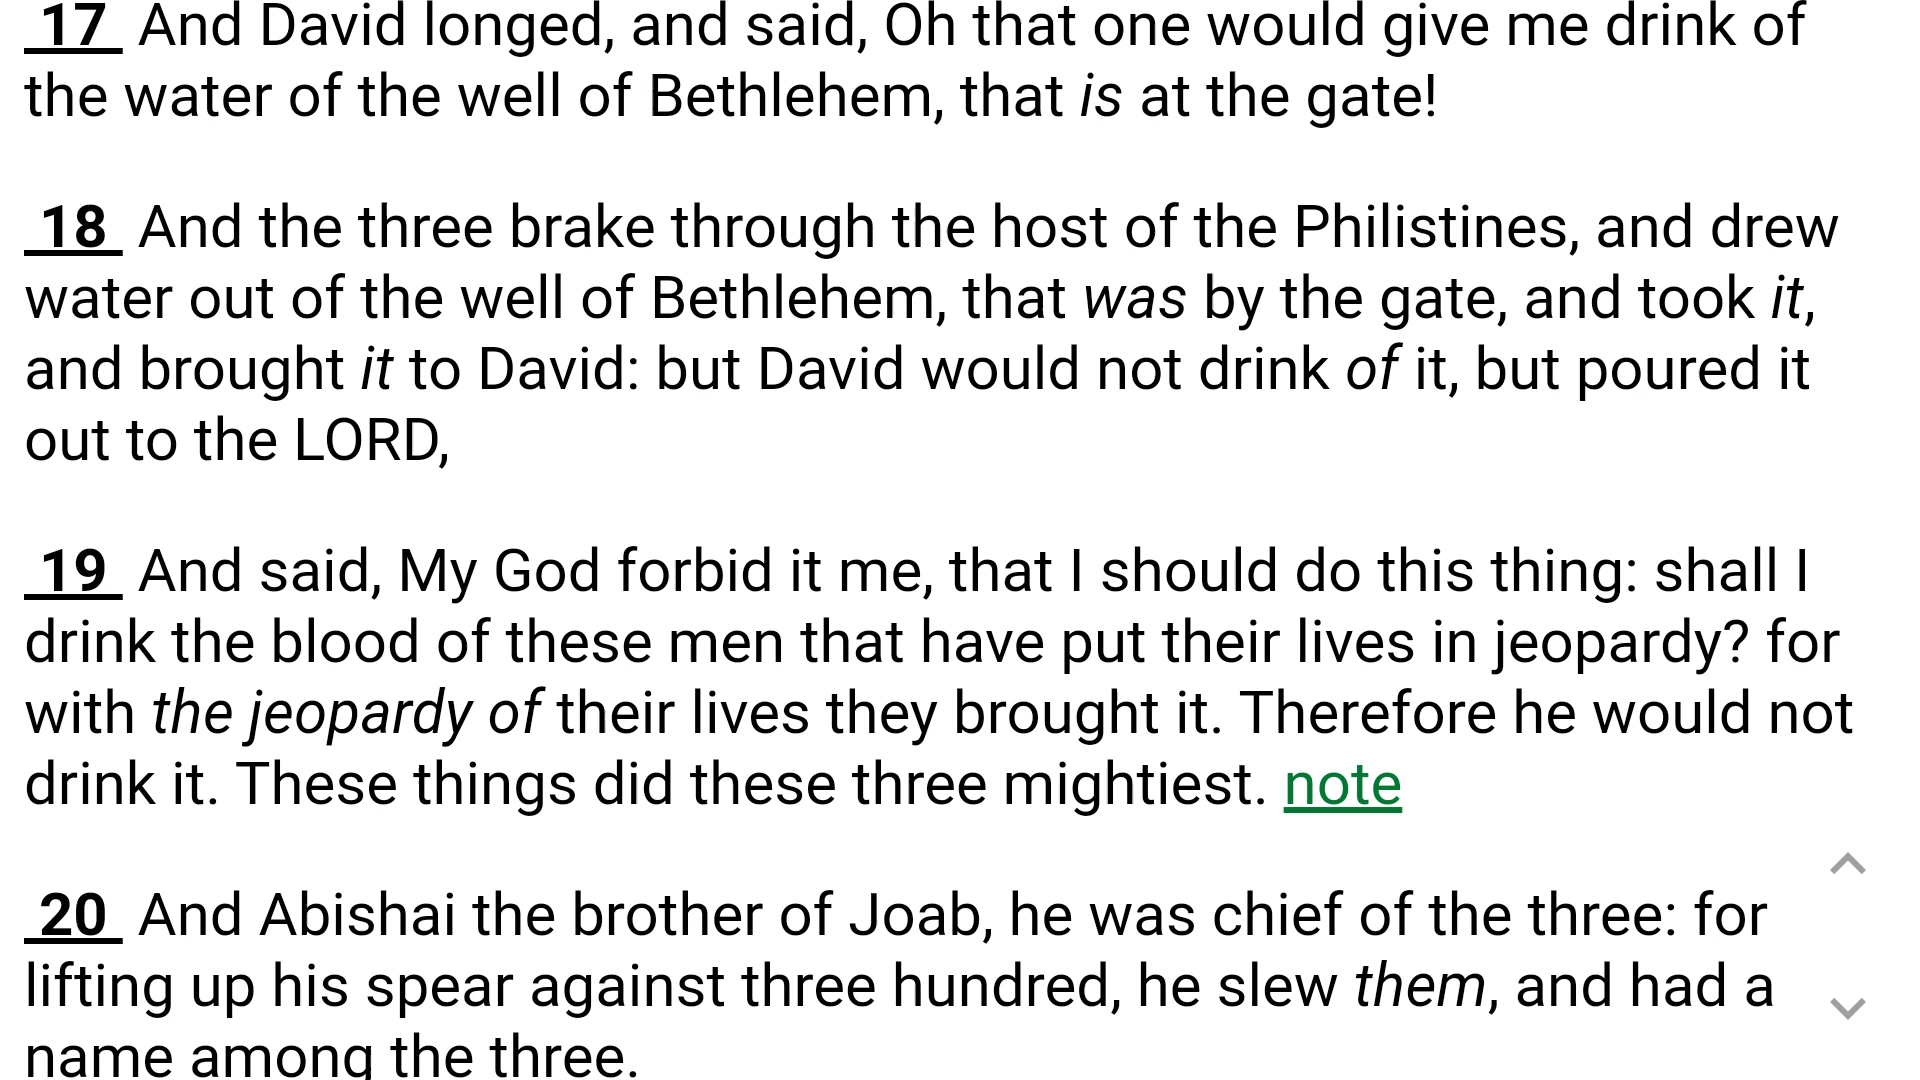 17 And David longed, and said, Oh that one would give me drink of
the water of the well of Bethlehem, that is at the gate!
18 And the three brake through the host of the Philistines, and drew
water out of the well of Bethlehem, that was by the gate, and took it,
and brought it to David: but David would not drink of it, but poured it
out to the LORD,
19 And said, My God forbid it me, that I should do this thing: shall I
drink the blood of these men that have put their lives in jeopardy? for
with the jeopardy of their lives they brought it. Therefore he would not
drink it. These things did these three mightiest. note
20 And Abishai the brother of Joab, he was chief of the three: for
lifting up his spear against three hundred, he slew them, and had a
name among the three.